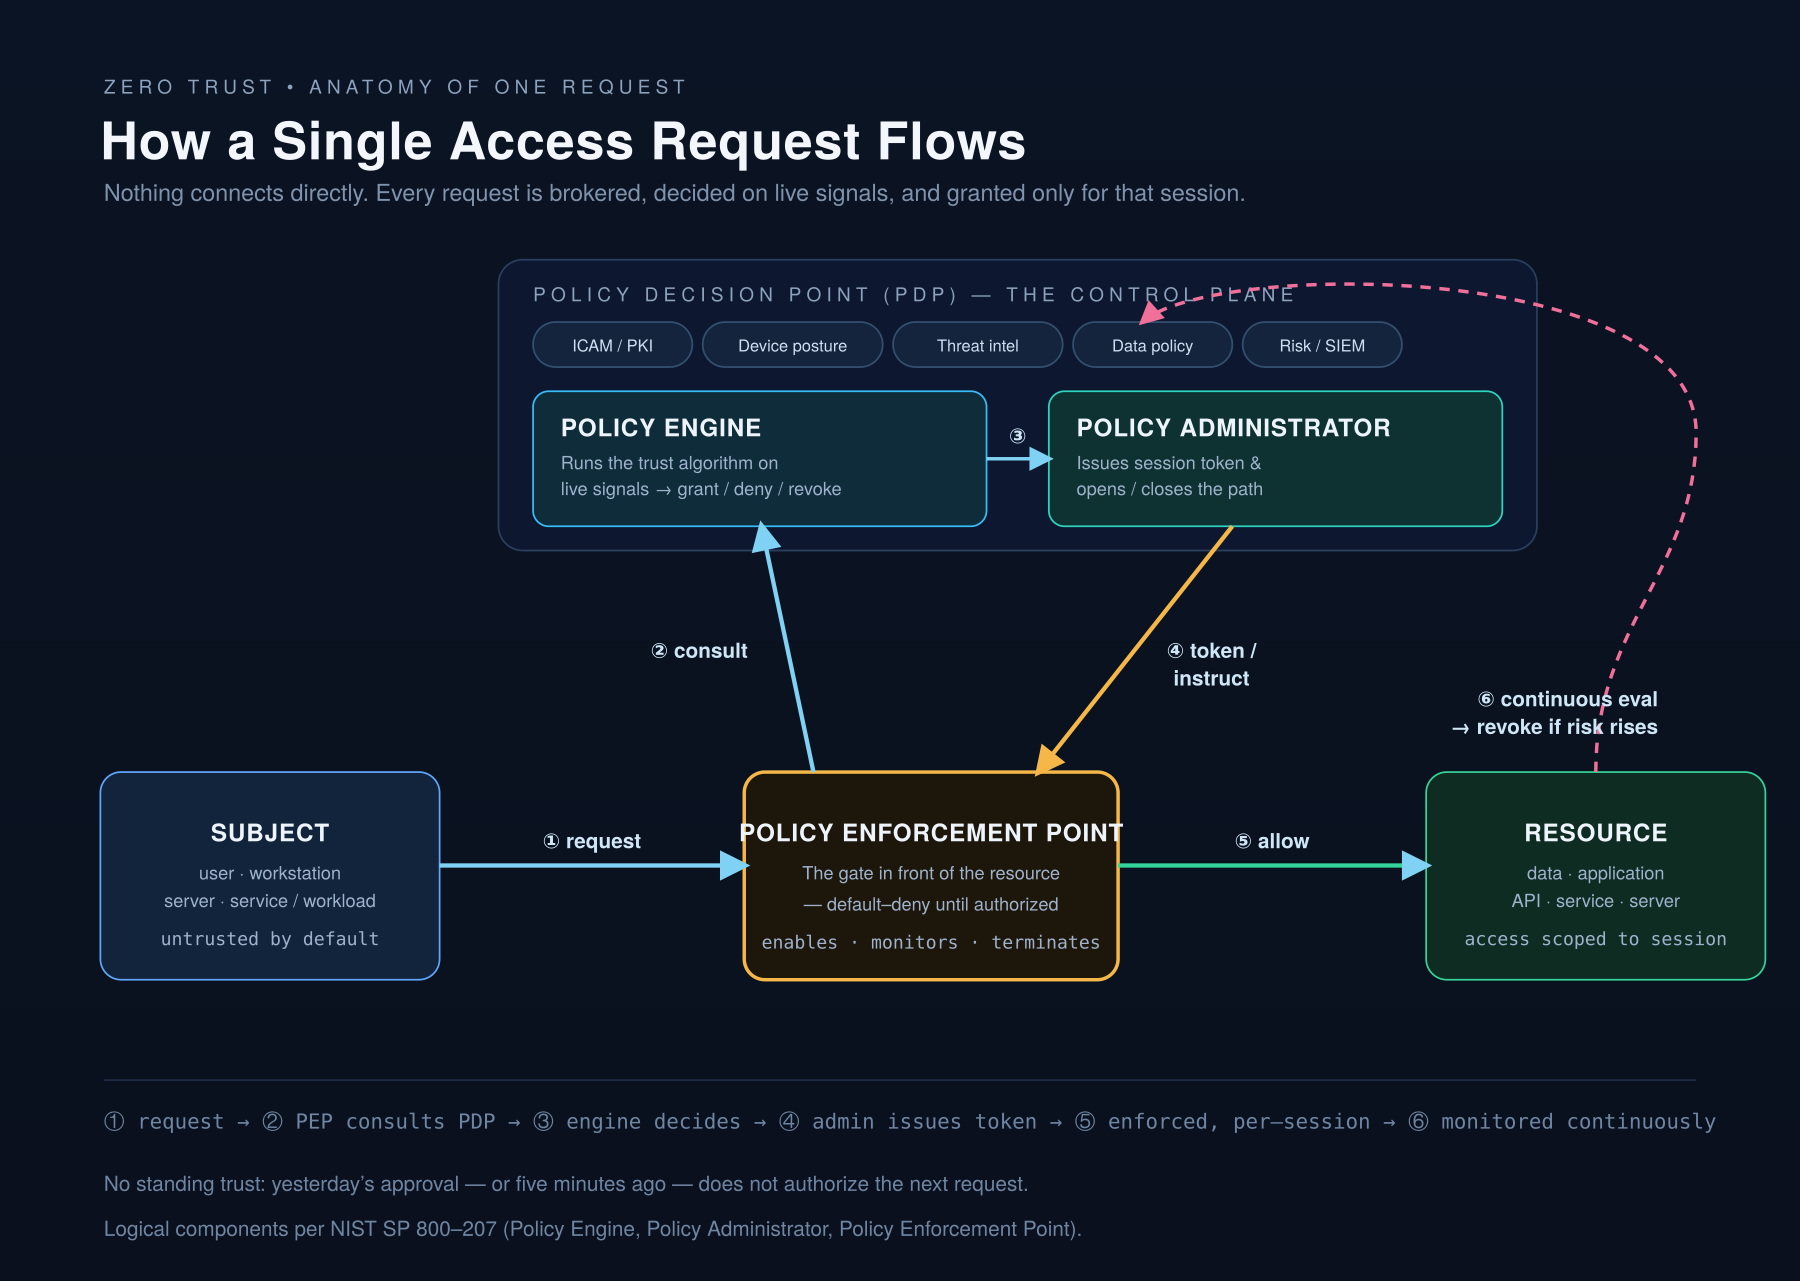 ZERO TRUST • ANATOMY OF ONE REQUEST
How a Single Access Request Flows
Nothing connects directly. Every request is brokered, decided on live signals, and granted only for that session.
POLICY DECISION POINT (PDP) — THE CONTROL PLANE
ICAM / PKI
Device posture
Threat intel
Data policy
Risk / SIEM
POLICY ENGINE
Runs the trust algorithm on
live signals → grant / deny / revoke
③
POLICY ADMINISTRATOR
Issues session token &
opens / closes the path
② consult
④ token /
instruct
⑥ continuous eval
→ revoke if risk rises
SUBJECT
user · workstation
server · service / workload
untrusted by default
① request
POLICY ENFORCEMENT POINT
The gate in front of the resource
— default–deny until authorized
enables · monitors · terminates
⑤ allow
RESOURCE
data · application
API · service · server
access scoped to session
① request → ② PEP consults PDP → ③ engine decides → ④ admin issues token → ⑤ enforced, per–session → ⑥ monitored continuously
No standing trust: yesterday’s approval — or five minutes ago — does not authorize the next request.
Logical components per NIST SP 800–207 (Policy Engine, Policy Administrator, Policy Enforcement Point).